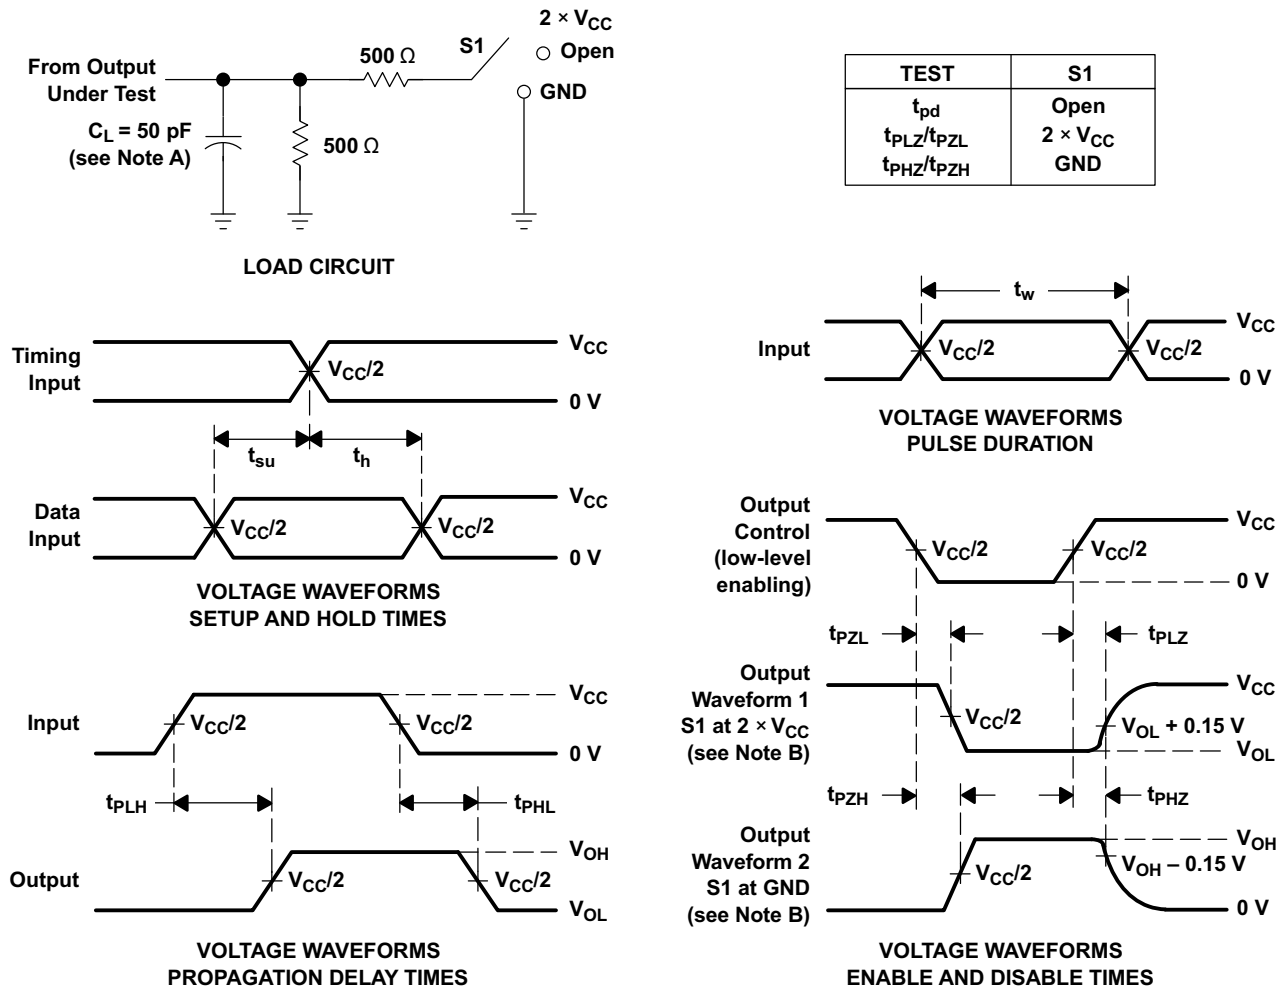 2 × VCC
S1
Open
500 Ω
From Output
Under Test
GND
CL = 50 pF
(see Note A)
500 Ω
LOAD CIRCUIT
TEST S1
tpd Open
tPLZ/tPZL 2 × VCC
tPHZ/tPZH GND
Timing
Input
VCC
VCC/2
0 V
tsu
th
Data
Input
VCC
VCC/2
VCC/2
0 V
VOLTAGE WAVEFORMS
SETUP AND HOLD TIMES
tw
Input
VCC
VCC/2
VCC/2
0 V
VOLTAGE WAVEFORMS
PULSE DURATION
Input
VCC
VCC/2
VCC/2
0 V
tPLH
tPHL
Output
VOH
VCC/2
VCC/2
VOL
VOLTAGE WAVEFORMS
PROPAGATION DELAY TIMES
Output
Control
(low-level
enabling)
VCC
VCC/2
VCC/2
0 V
tPZL
tPLZ
Output
Waveform 1
S1 at 2 × VCC
(see Note B)
VCC
VCC/2
VOL + 0.15 V
VOL
tPZH
tPHZ
Output
Waveform 2
S1 at GND
(see Note B)
VOH
VCC/2
VOH − 0.15 V
0 V
VOLTAGE WAVEFORMS
ENABLE AND DISABLE TIMES